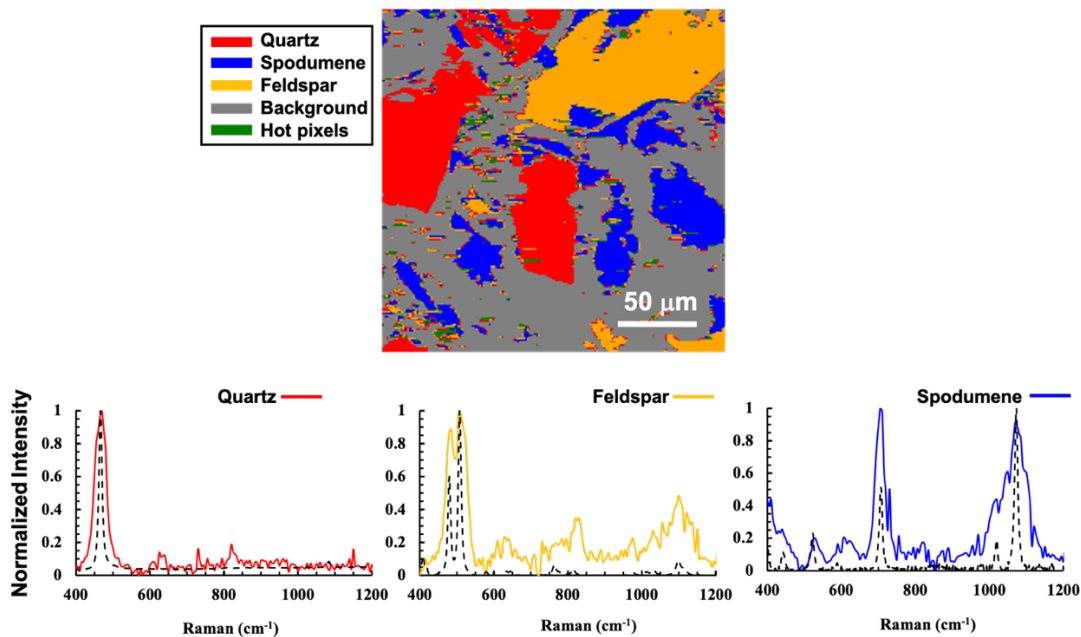 Quartz
Spodumene
Feldspar
Background
Hot pixels
50 μm
Normalized Intensity
Quartz
1
0.8
0.6
0.4
0.2
0
400 600 800 1000 1200
Raman (cm⁻¹)
Feldspar
1
0.8
0.6
0.4
0.2
0
400 600 800 1000 1200
Raman (cm⁻¹)
Spodumene
1
0.8
0.6
0.4
0.2
0
400 600 800 1000 1200
Raman (cm⁻¹)